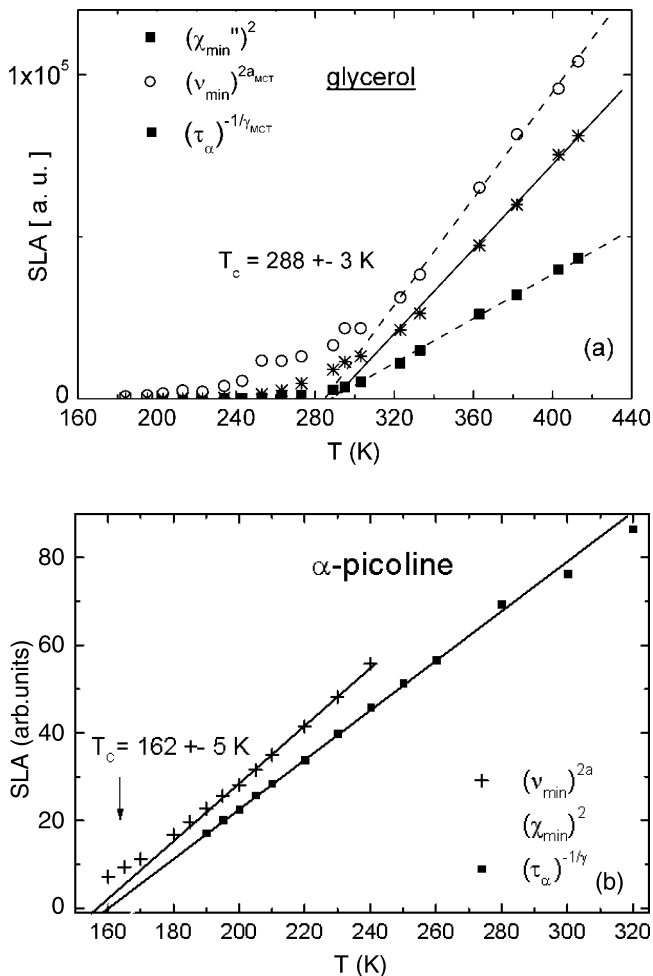 (χmin")²
(νmin)²ᵃMCT
(τα)⁻¹/γMCT
glycerol
1x10⁵
SLA [ a. u. ]
Tc = 288 +- 3 K
(a)
0
160 200 240 280 320 360 400 440
T (K)
α-picoline
80
60
40
20
0
SLA (arb.units)
TC= 162 +- 5 K
(νmin)²ᵃ
(χmin)²
(τα)⁻¹/γ
(b)
160 180 200 220 240 260 280 300 320
T (K)